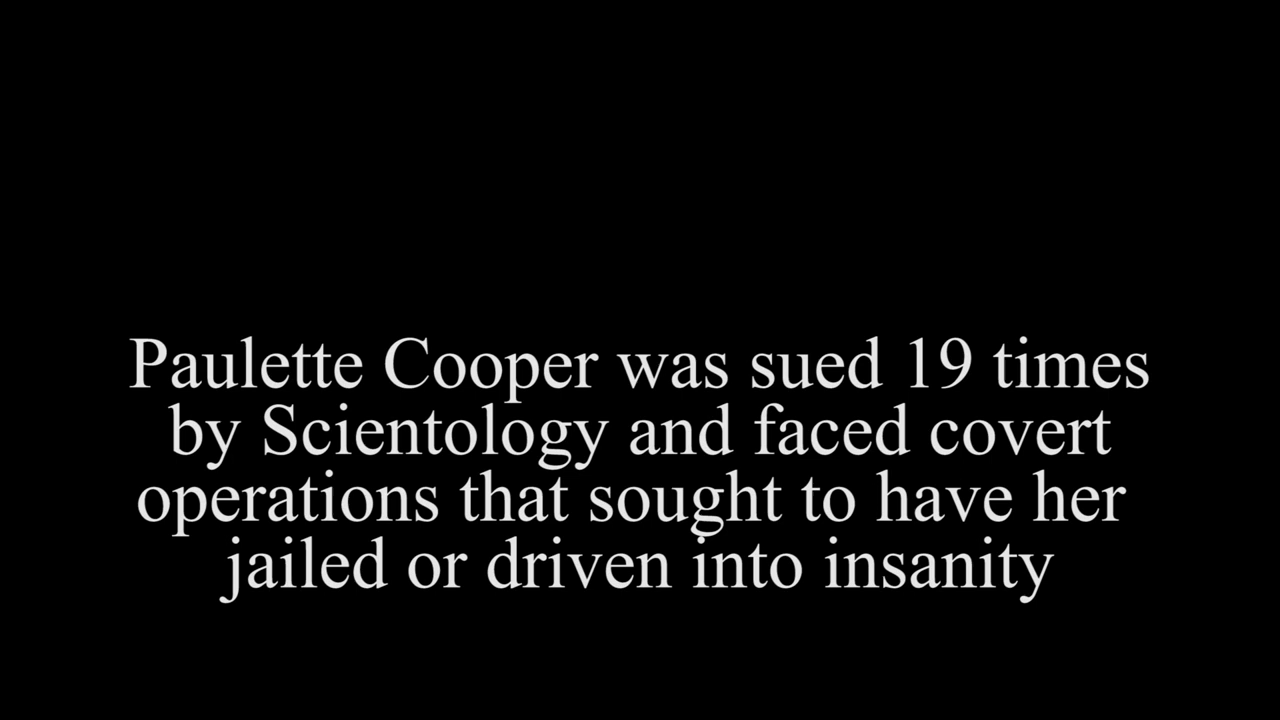 Paulette Cooper was sued 19 times
by Scientology and faced covert
operations that sought to have her
jailed or driven into insanity